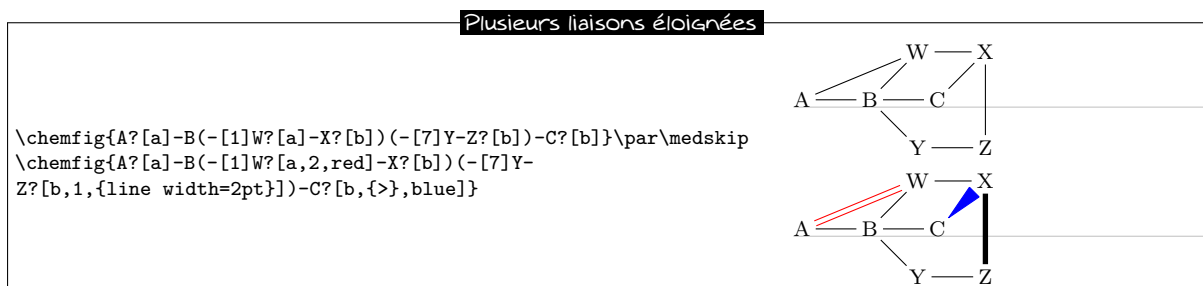 Plusieurs liaisons éloignées
\chemfig{A?[a]-B(-[1]W?[a]-X?[b])(-[7]Y-Z?[b])-C?[b]}\par\medskip
\chemfig{A?[a]-B(-[1]W?[a,2,red]-X?[b])(-[7]Y-
Z?[b,1,{line width=2pt}])-C?[b,{>},blue]}
W X
A B C
Y Z
W X
A B C
Y Z